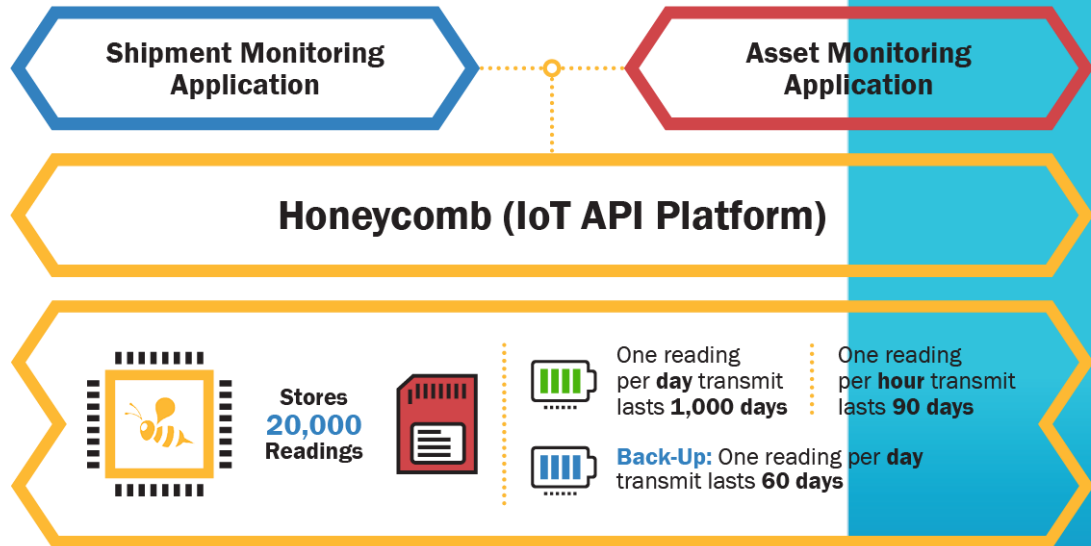 Shipment Monitoring
Application
Asset Monitoring
Application
Honeycomb (IoT API Platform)
Stores
20,000
Readings
One reading
per day transmit
lasts 1,000 days
One reading
per hour transmit
lasts 90 days
Back-Up: One reading per day
transmit lasts 60 days